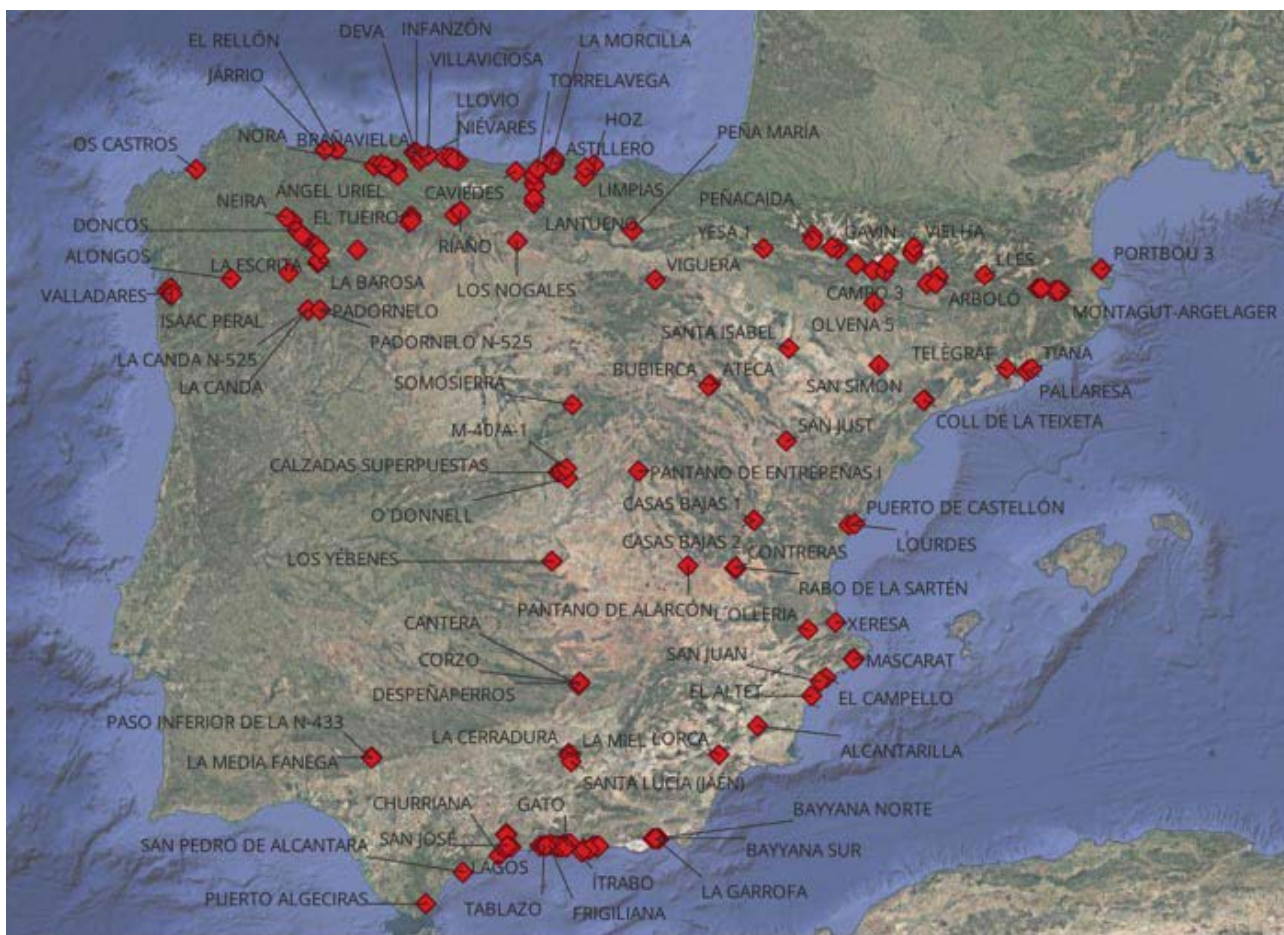 DEVA
INFANZÓN
EL RELLÓN
LA MORCILLA
VILLAVICIOSA
JARRIO
TORRELAVEGA
LLOVIO
NIÉVARES
HOZ
NORA
BRAÑAVIELLA
ASTILLERO
PEÑA MARÍA
OS CASTROS
ÁNGEL URIEL
CAVIEDES
LIMPIAS
PEÑACAIDA
NEIRA
EL TUEIRO
LANTUENO
DONCOS
RIAÑO
YESA 1
GAVÍN
VIELHA
PORTBOU 3
ALONGOS
LA ESCRITA
LLES
LA BAROSA
LOS NOGALES
VIGUERA
CAMPO 3
ARBOLÓ
VALLADARES
ISAAC PERAL
PADORNELO
MONTAGUT-ARGELAGER
OLVENA 5
SANTA ISABEL
PADORNELO N-525
LA CANDA N-525
TELÈGRAF
TIANA
BUBIERCA
ATECA
LA CANDA
SOMOSIERRA
SAN SIMÓN
PALLARESA
COLL DE LA TEIXETA
M-40/A-1
SAN JUST
CALZADAS SUPERPUESTAS
PANTANO DE ENTREPEÑAS I
O'DONNELL
CASAS BAJAS 1
PUERTO DE CASTELLÓN
CASAS BAJAS 2
LOURDES
LOS YÉBENES
CONTRERAS
RABO DE LA SARTÉN
PANTANO DE ALARCÓN
L'OLLERIA
CANTERA
XERESA
CORZO
SAN JUAN
MASCARAT
DESPEÑAPERROS
EL ALTET
EL CAMPELLO
PASO INFERIOR DE LA N-433
LA CERRADURA
LA MIEL
LORCA
ALCANTARILLA
LA MEDIA FANEGA
SANTA LUCÍA (JAÉN)
CHURRIANA
GATO
BAYYANA NORTE
SAN JOSÉ
SAN PEDRO DE ALCANTARA
BAYYANA SUR
LAGOS
ÍTRABO
LA GARROFA
PUERTO ALGECIRAS
TABLAZO
FRIGILIANA